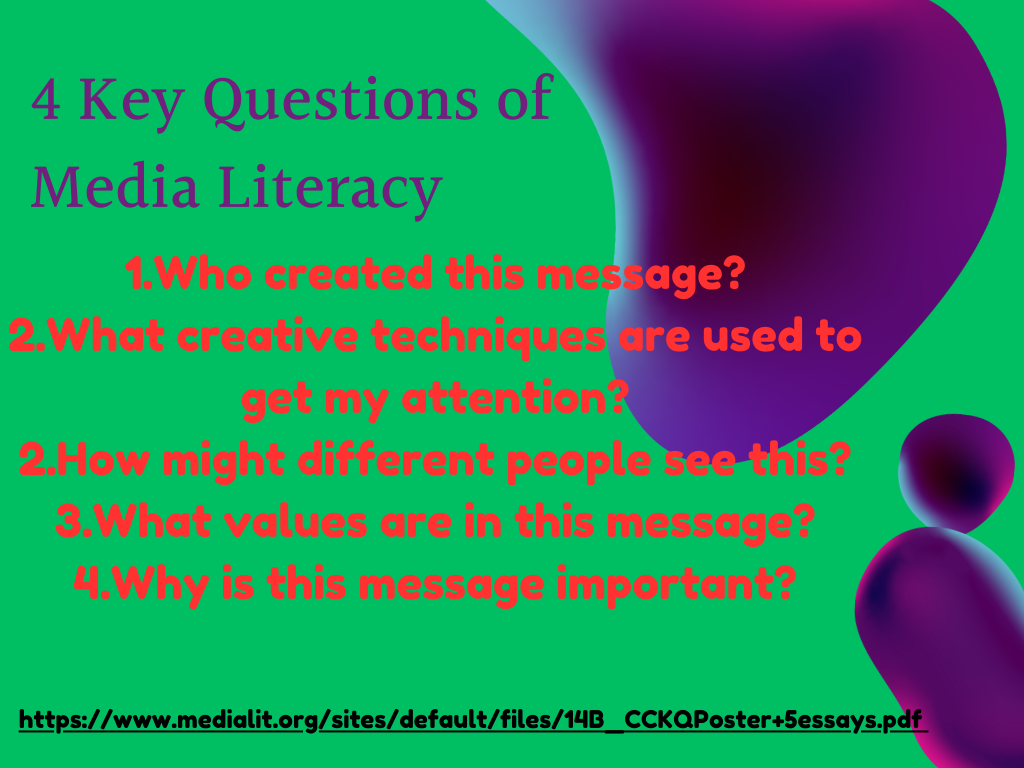 4 Key Questions of
Media Literacy
1.Who created this message?
2.What creative techniques are used to
get my attention?
2.How might different people see this?
3.What values are in this message?
4.Why is this message important?
https://www.medialit.org/sites/default/files/14B_CCKQPoster+5essays.pdf